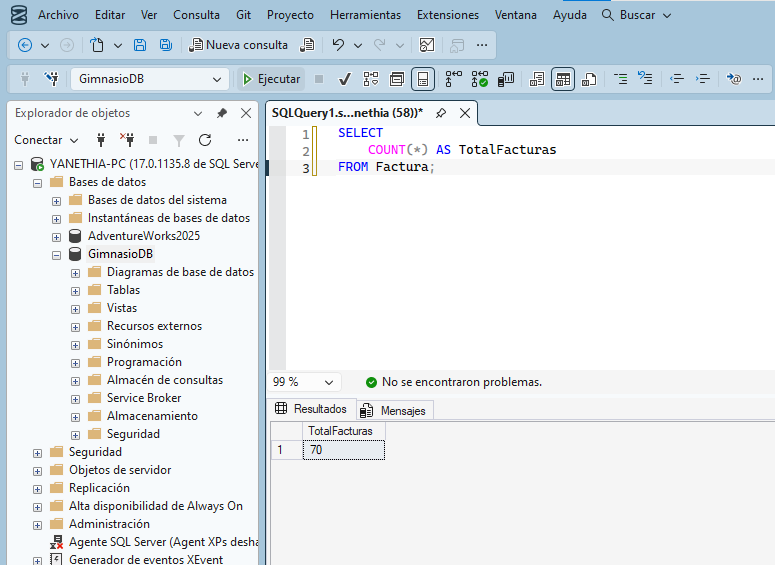 Archivo Editar Ver Consulta Git Proyecto Herramientas Extensiones Ventana Ayuda Buscar
Nueva consulta
GimnasioDB Ejecutar
Explorador de objetos
Conectar
YANETHIA-PC (17.0.1135.8 de SQL Serve
Bases de datos
Bases de datos del sistema
Instantáneas de bases de datos
AdventureWorks2025
GimnasioDB
Diagramas de base de datos
Tablas
Vistas
Recursos externos
Sinónimos
Programación
Almacén de consultas
Service Broker
Almacenamiento
Seguridad
Seguridad
Objetos de servidor
Replicación
Alta disponibilidad de Always On
Administración
Agente SQL Server (Agent XPs desha
Generador de eventos XEvent
SQLQuery1.s...nethia (58))*
1 SELECT
2 COUNT(*) AS TotalFacturas
3 FROM Factura;
99 % No se encontraron problemas.
Resultados Mensajes
TotalFacturas
1 70